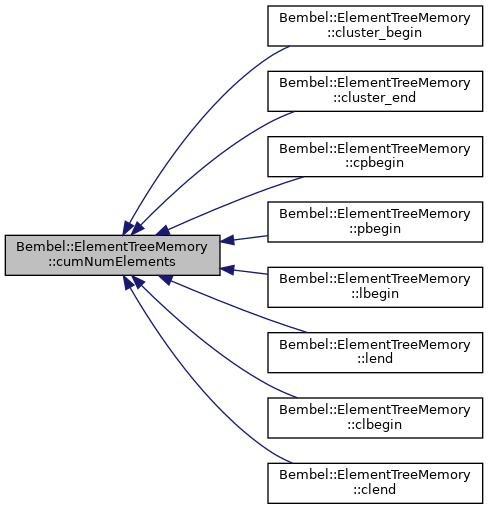 Bembel::ElementTreeMemory
::cumNumElements
Bembel::ElementTreeMemory
::cluster_begin
Bembel::ElementTreeMemory
::cluster_end
Bembel::ElementTreeMemory
::cpbegin
Bembel::ElementTreeMemory
::pbegin
Bembel::ElementTreeMemory
::lbegin
Bembel::ElementTreeMemory
::lend
Bembel::ElementTreeMemory
::clbegin
Bembel::ElementTreeMemory
::clend